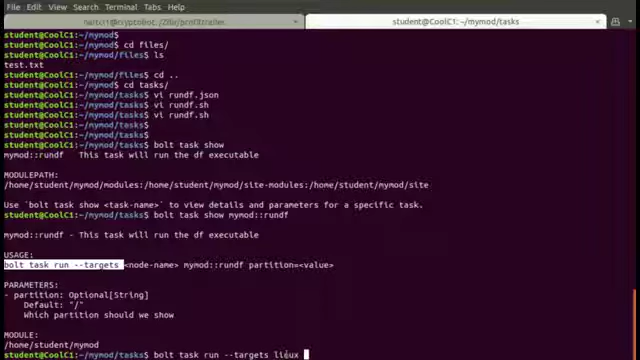 File Edit View Search Terminal Tabs Help
student@CoolC1: ~/mymod/tasks
student@CoolC1:~/mymod$
student@CoolC1:~/mymod$ cd files/
student@CoolC1:~/mymod/files$ ls
test.txt
student@CoolC1:~/mymod/files$ cd ..
student@CoolC1:~/mymod$ cd tasks/
student@CoolC1:~/mymod/tasks$ vi rundf.json
student@CoolC1:~/mymod/tasks$ vi rundf.sh
student@CoolC1:~/mymod/tasks$ vi rundf.sh
student@CoolC1:~/mymod/tasks$
student@CoolC1:~/mymod/tasks$
student@CoolC1:~/mymod/tasks$ bolt task show
mymod::rundf This task will run the df executable
MODULEPATH:
/home/student/mymod/modules:/home/student/mymod/site-modules:/home/student/mymod/site
Use `bolt task show <task-name>` to view details and parameters for a specific task.
student@CoolC1:~/mymod/tasks$ bolt task show mymod::rundf
mymod::rundf - This task will run the df executable
USAGE:
bolt task run --targets <node-name> mymod::rundf partition=<value>
PARAMETERS:
- partition: Optional[String]
Default: "/"
Which partition should we show
MODULE:
/home/student/mymod
student@CoolC1:~/mymod/tasks$ bolt task run --targets linux